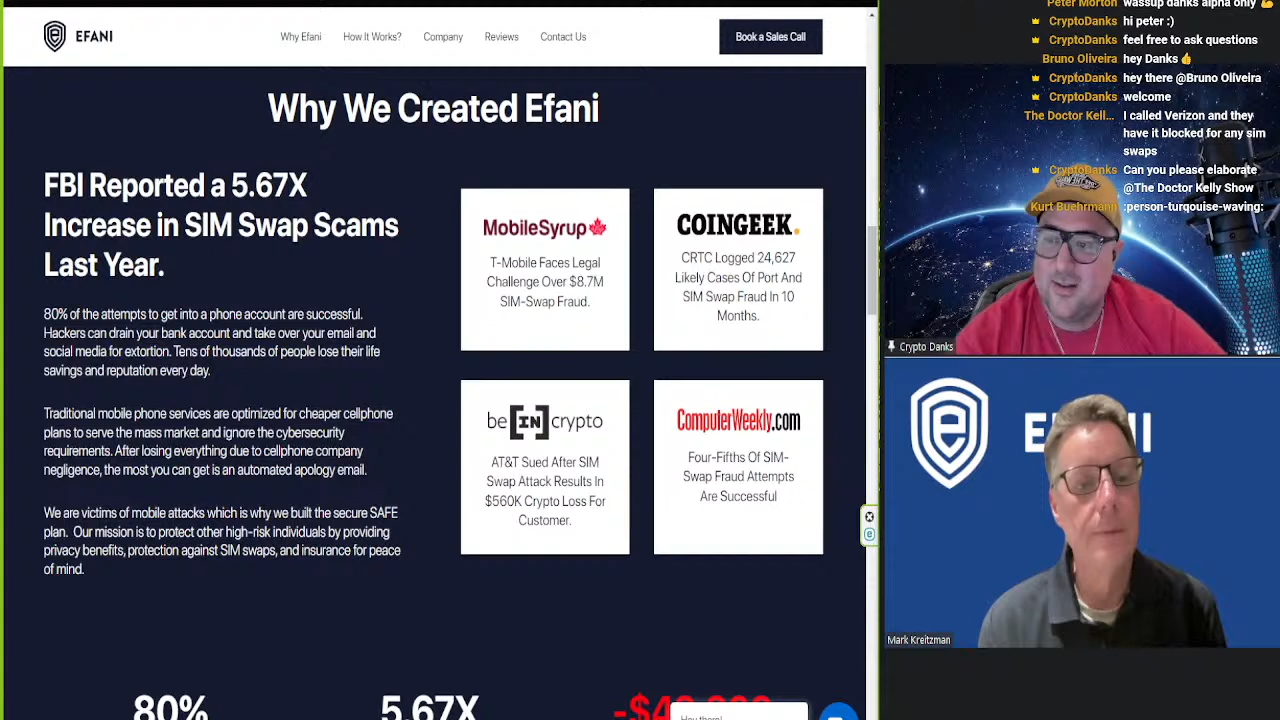 EFANI
Why Efani
How It Works?
Company
Reviews
Contact Us
Book a Sales Call
Why We Created Efani
FBI Reported a 5.67X
Increase in SIM Swap Scams
Last Year.
80% of the attempts to get into a phone account are successful.
Hackers can drain your bank account and take over your email and
social media for extortion. Tens of thousands of people lose their life
savings and reputation every day.
Traditional mobile phone services are optimized for cheaper cellphone
plans to serve the mass market and ignore the cybersecurity
requirements. After losing everything due to cellphone company
negligence, the most you can get is an automated apology email.
We are victims of mobile attacks which is why we built the secure SAFE
plan. Our mission is to protect other high-risk individuals by providing
privacy benefits, protection against SIM swaps, and insurance for peace
of mind.
MobileSyrup
T-Mobile Faces Legal
Challenge Over $8.7M
SIM-Swap Fraud.
COINGEEK.
CRTC Logged 24,627
Likely Cases Of Port And
SIM Swap Fraud In 10
Months.
be[IN]crypto
AT&T Sued After SIM
Swap Attack Results In
$560K Crypto Loss For
Customer.
ComputerWeekly.com
Four-Fifths Of SIM-
Swap Fraud Attempts
Are Successful
80%
5.67X
Hey there!
Peter Morton wassup danks alpha only
CryptoDanks hi peter :)
CryptoDanks feel free to ask questions
Bruno Oliveira hey Danks
CryptoDanks hey there @Bruno Oliveira
CryptoDanks welcome
The Doctor Kell... I called Verizon and they
have it blocked for any sim
swaps
CryptoDanks Can you please elaborate
@The Doctor Kelly Show
Kurt Buehrmann :person-turqouise-waving:
Crypto Danks
Mark Kreitzman